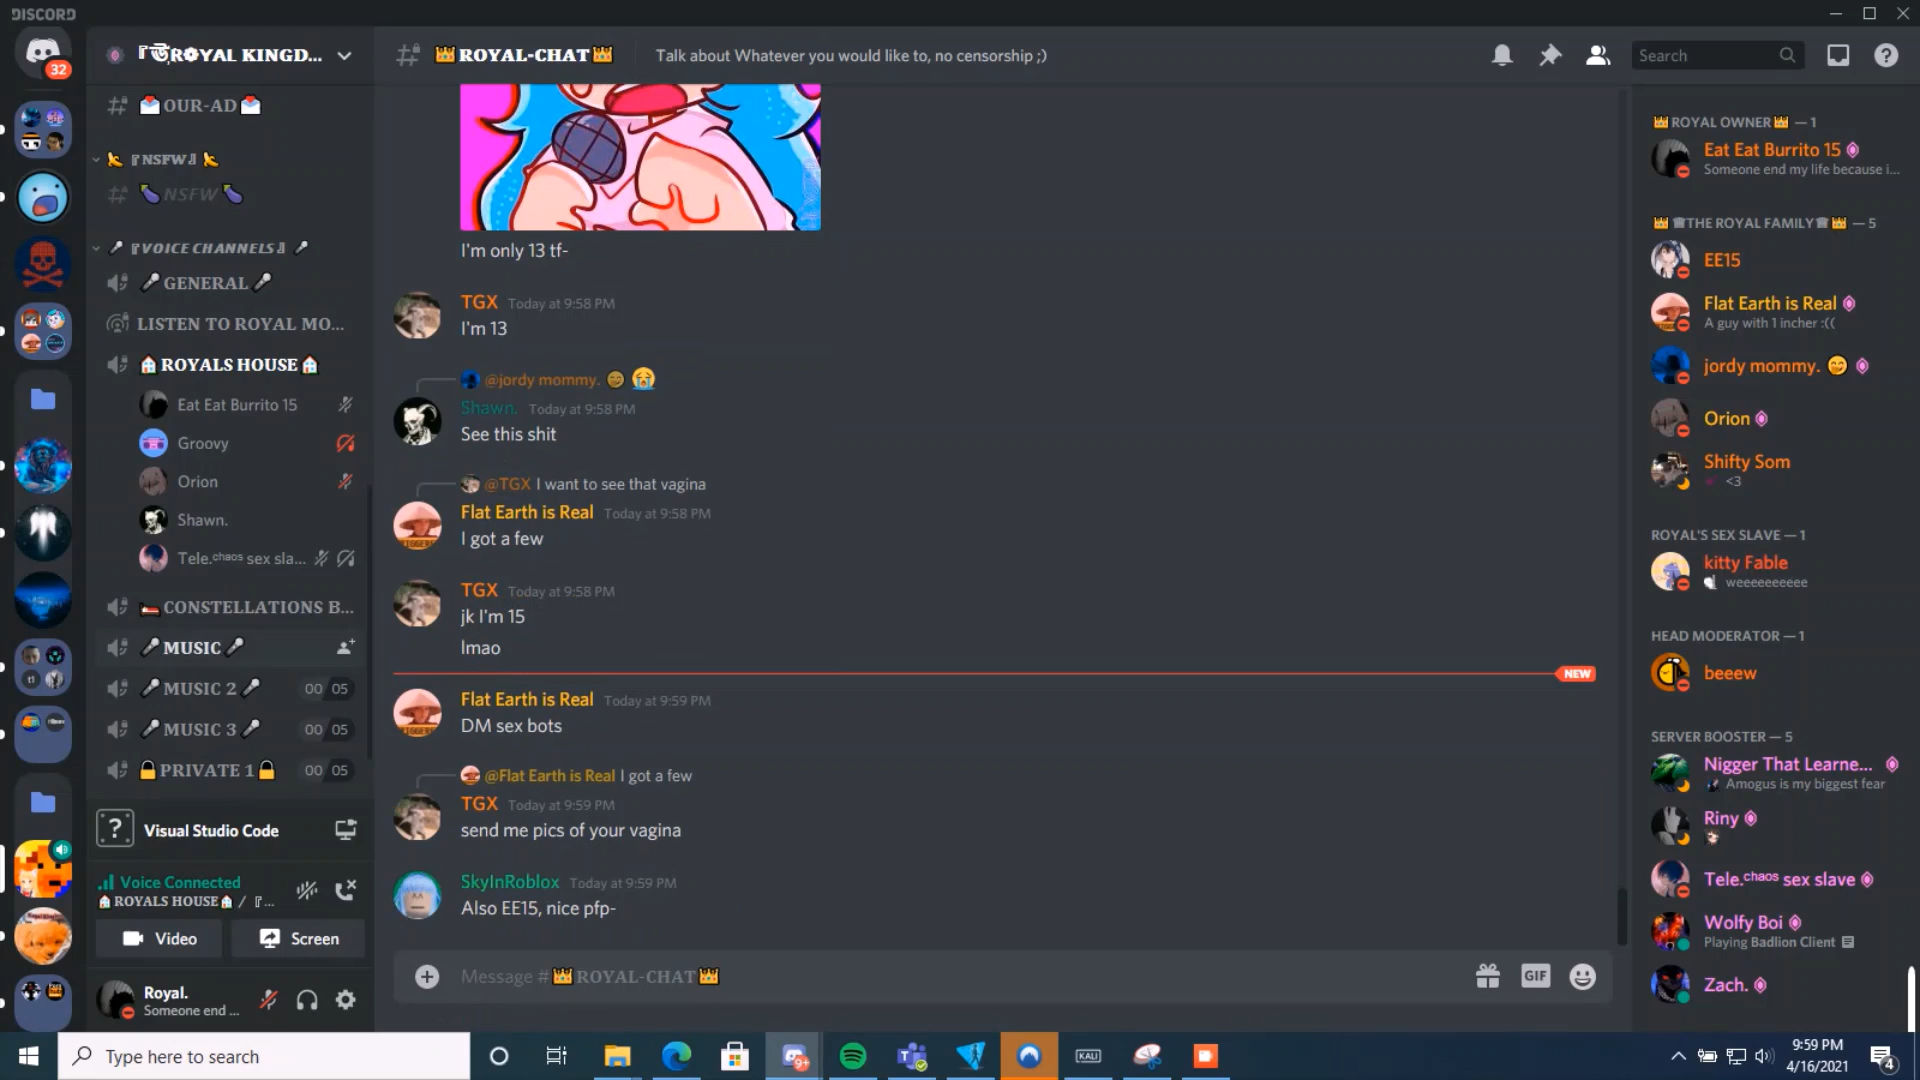 DISCORD
32
ROYAL KINGD...
👑ROYAL-CHAT👑
Talk about Whatever you would like to, no censorship ;)
Search
📩OUR-AD📩
『NSFW』
🍆NSFW🍆
🎤『VOICE CHANNELS』🎤
🎤GENERAL🎤
LISTEN TO ROYAL MO...
🏠ROYALS HOUSE🏠
Eat Eat Burrito 15
Groovy
Orion
Shawn.
Tele.ᶜʰᵃᵒˢ sex sla...
🛏️CONSTELLATIONS B...
🎤MUSIC🎤
🎤MUSIC 2🎤 00 05
🎤MUSIC 3🎤 00 05
🔒PRIVATE 1🔒 00 05
Visual Studio Code
Voice Connected
🏠ROYALS HOUSE🏠 / 『...
Video
Screen
Royal.
Someone end ...
I'm only 13 tf-
TGX Today at 9:58 PM
I'm 13
@jordy mommy. 😊 😭
Shawn. Today at 9:58 PM
See this shit
@TGX I want to see that vagina
Flat Earth is Real Today at 9:58 PM
I got a few
TGX Today at 9:58 PM
jk I'm 15
lmao
NEW
Flat Earth is Real Today at 9:59 PM
DM sex bots
@Flat Earth is Real I got a few
TGX Today at 9:59 PM
send me pics of your vagina
SkyInRoblox Today at 9:59 PM
Also EE15, nice pfp-
Message #👑ROYAL-CHAT👑
GIF
👑ROYAL OWNER👑 — 1
Eat Eat Burrito 15
Someone end my life because i...
👑♕THE ROYAL FAMILY♕👑 — 5
EE15
Flat Earth is Real
A guy with 1 incher :((
jordy mommy. 😊
Orion
Shifty Som
<3
ROYAL'S SEX SLAVE — 1
kitty Fable
weeeeeeeeee
HEAD MODERATOR — 1
beeew
SERVER BOOSTER — 5
Nigger That Learne...
Amogus is my biggest fear
Riny
Tele.ᶜʰᵃᵒˢ sex slave
Wolfy Boi
Playing Badlion Client
Zach.
Type here to search
9+
KALI
9:59 PM
4/16/2021
4